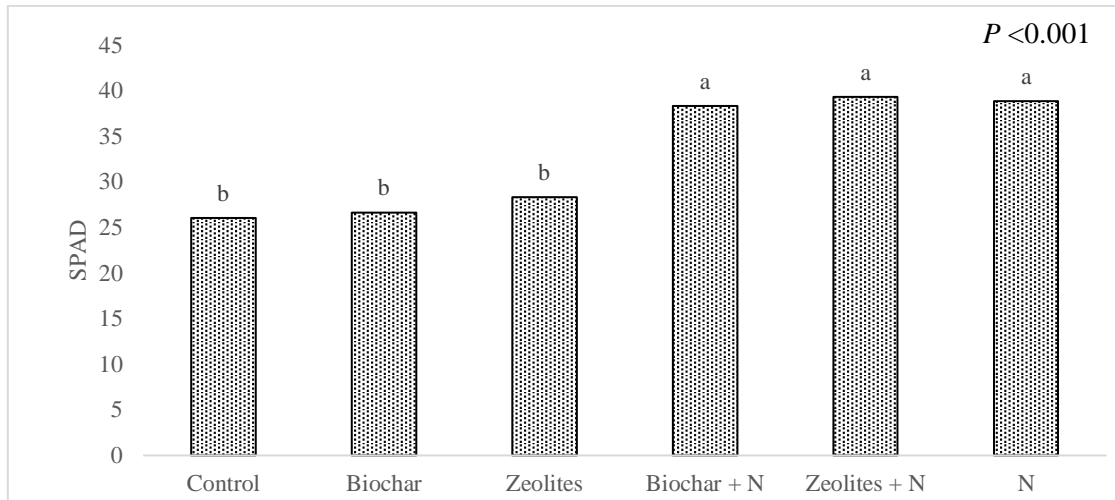 P <0.001
45
40
35
30
25
20
15
10
5
0
SPAD
b
b
b
a
a
a
Control
Biochar
Zeolites
Biochar + N
Zeolites + N
N